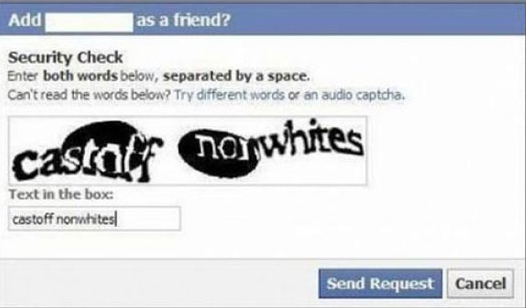 Add as a friend?
Security Check
Enter both words below, separated by a space.
Can't read the words below? Try different words or an audio captcha.
castoff nonwhites
Text in the box:
castoff nonwhites
Send Request Cancel